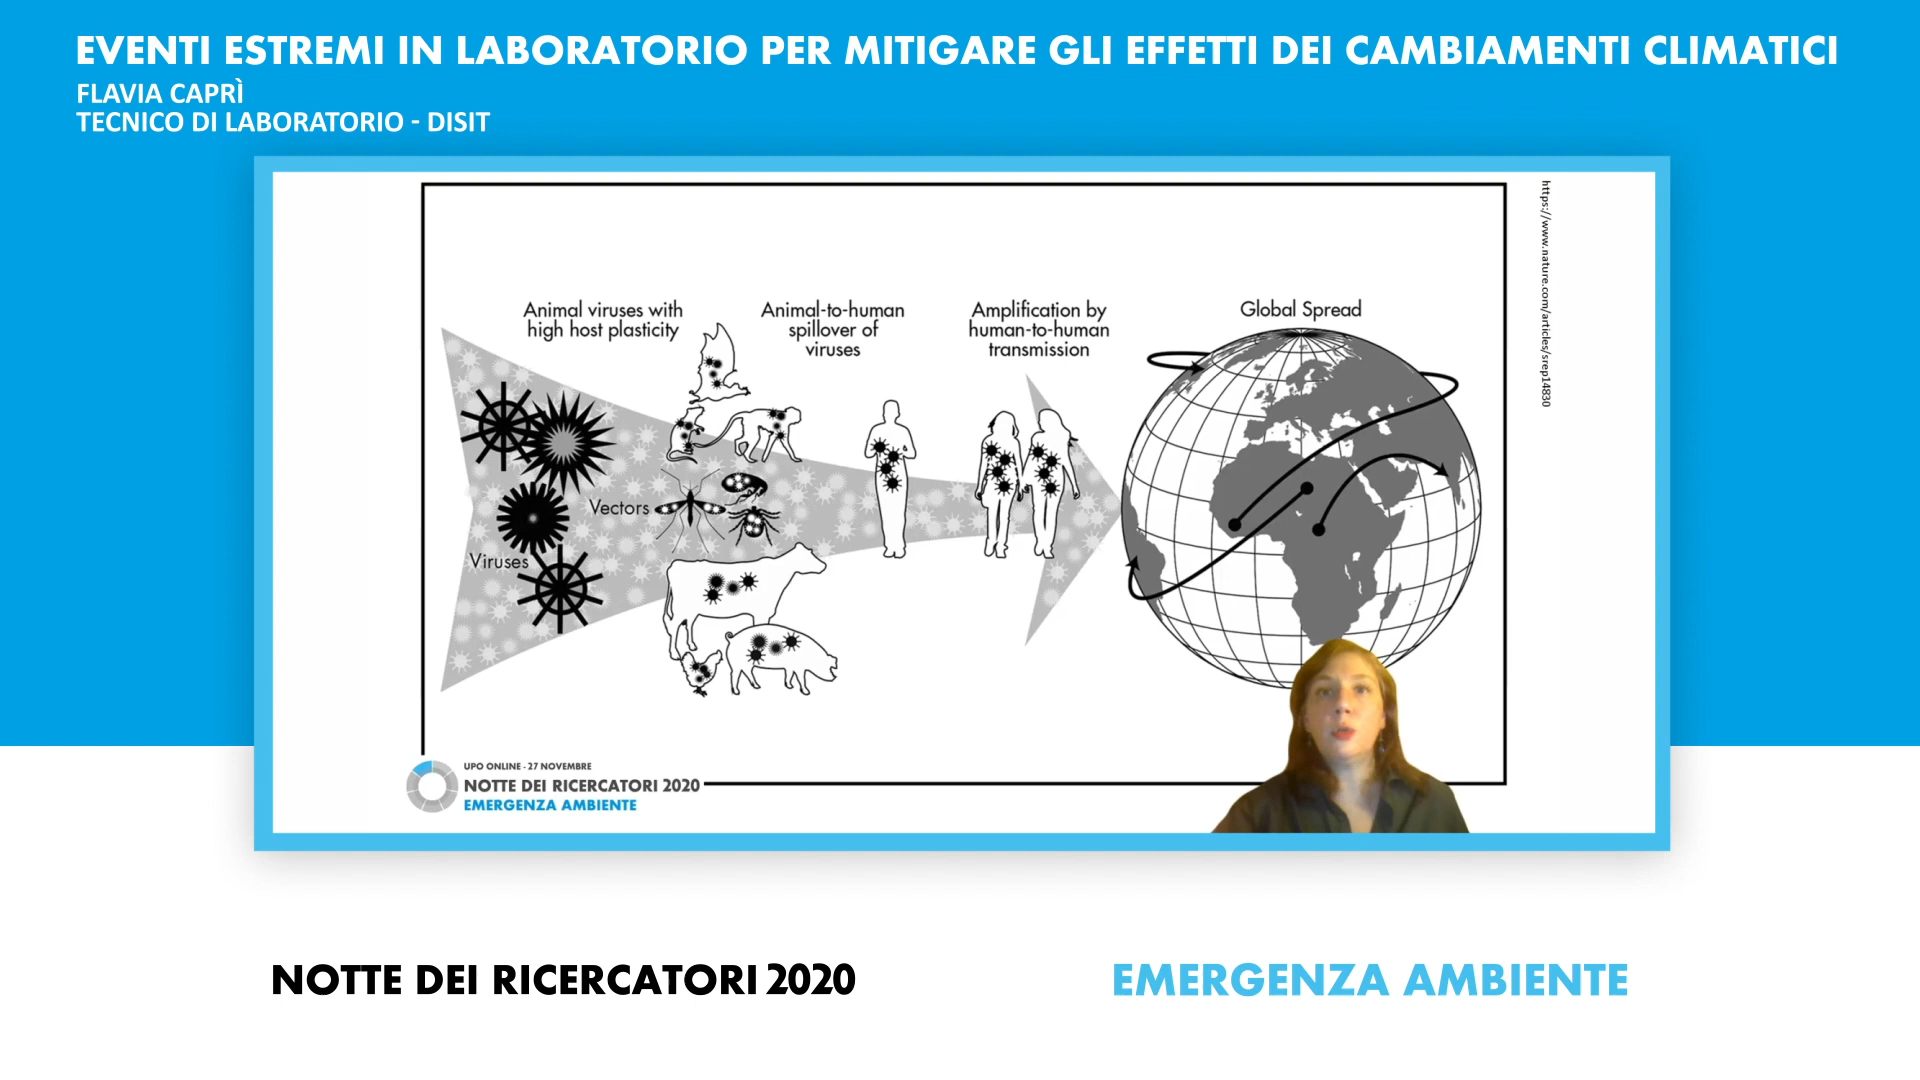 EVENTI ESTREMI IN LABORATORIO PER MITIGARE GLI EFFETTI DEI CAMBIAMENTI CLIMATICI
FLAVIA CAPRÌ
TECNICO DI LABORATORIO - DISIT
https://www.nature.com/articles/srep14830
Animal viruses with
high host plasticity
Animal-to-human
spillover of
viruses
Amplification by
human-to-human
transmission
Global Spread
Vectors
Viruses
UPO ONLINE - 27 NOVEMBRE
NOTTE DEI RICERCATORI 2020
EMERGENZA AMBIENTE
NOTTE DEI RICERCATORI 2020
EMERGENZA AMBIENTE